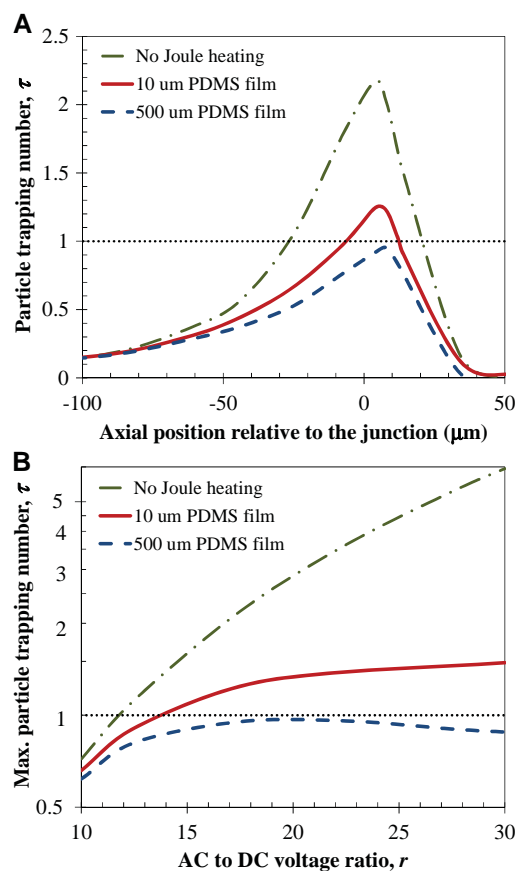 A
Particle trapping number, τ
2.5
2
1.5
1
0.5
0
No Joule heating
10 um PDMS film
500 um PDMS film
-100
-50
0
50
Axial position relative to the junction (μm)
B
Max. particle trapping number, τ
5
4
3
2
1
0.5
No Joule heating
10 um PDMS film
500 um PDMS film
10
15
20
25
30
AC to DC voltage ratio, r